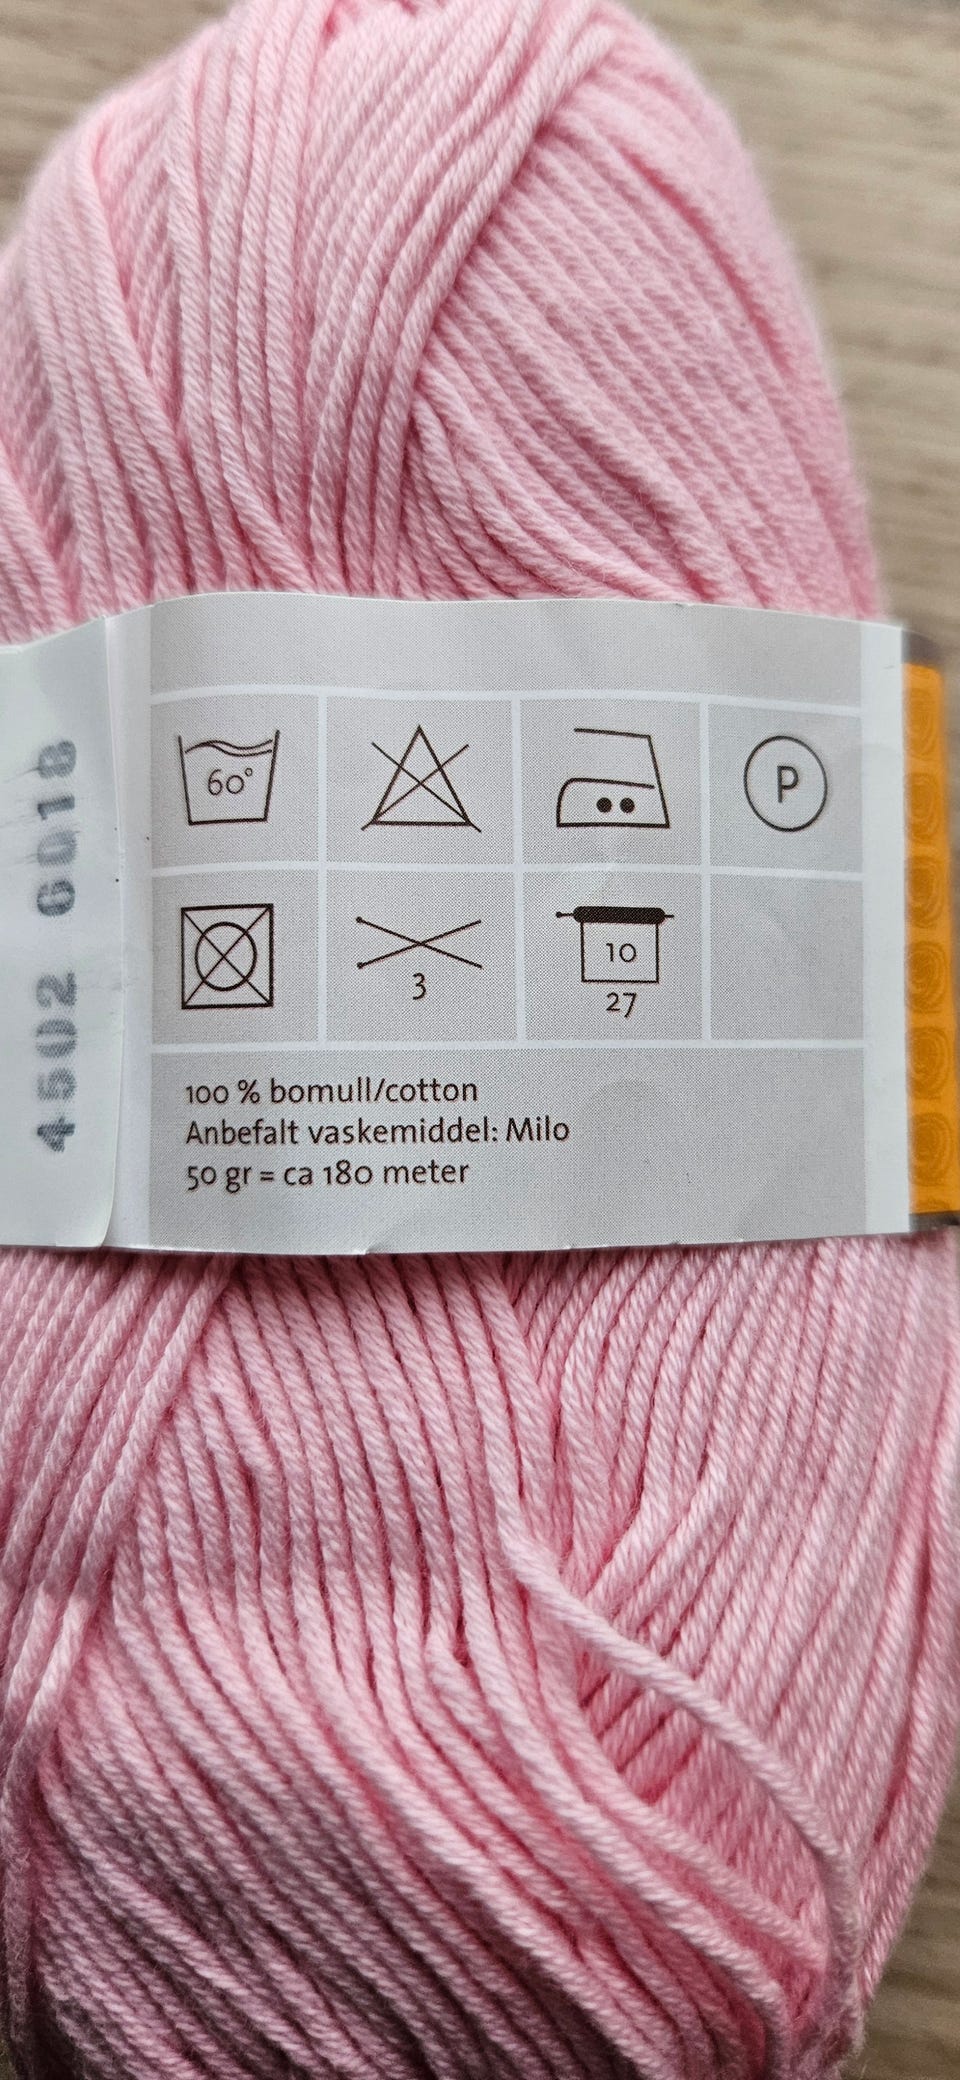 4502 6018
60°
P
3
10
27
100 % bomull/cotton
Anbefalt vaskemiddel: Milo
50 gr = ca 180 meter